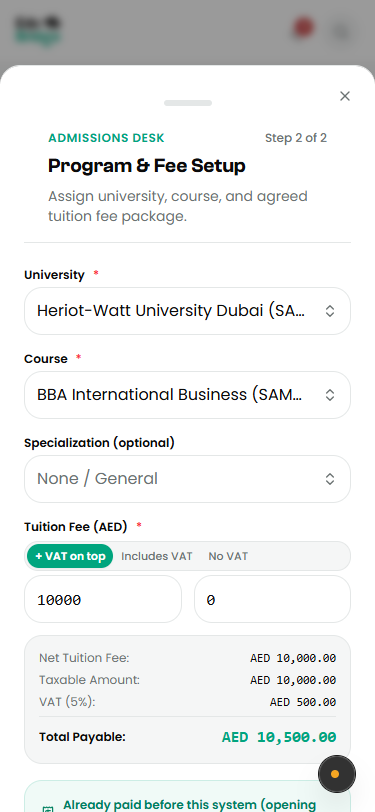 ADMISSIONS DESK
Step 2 of 2
Program & Fee Setup
Assign university, course, and agreed
tuition fee package.
University *
Heriot-Watt University Dubai (SA...
Course *
BBA International Business (SAM...
Specialization (optional)
None / General
Tuition Fee (AED) *
+ VAT on top Includes VAT No VAT
10000 0
Net Tuition Fee: AED 10,000.00
Taxable Amount: AED 10,000.00
VAT (5%): AED 500.00
Total Payable: AED 10,500.00
Already paid before this system (opening